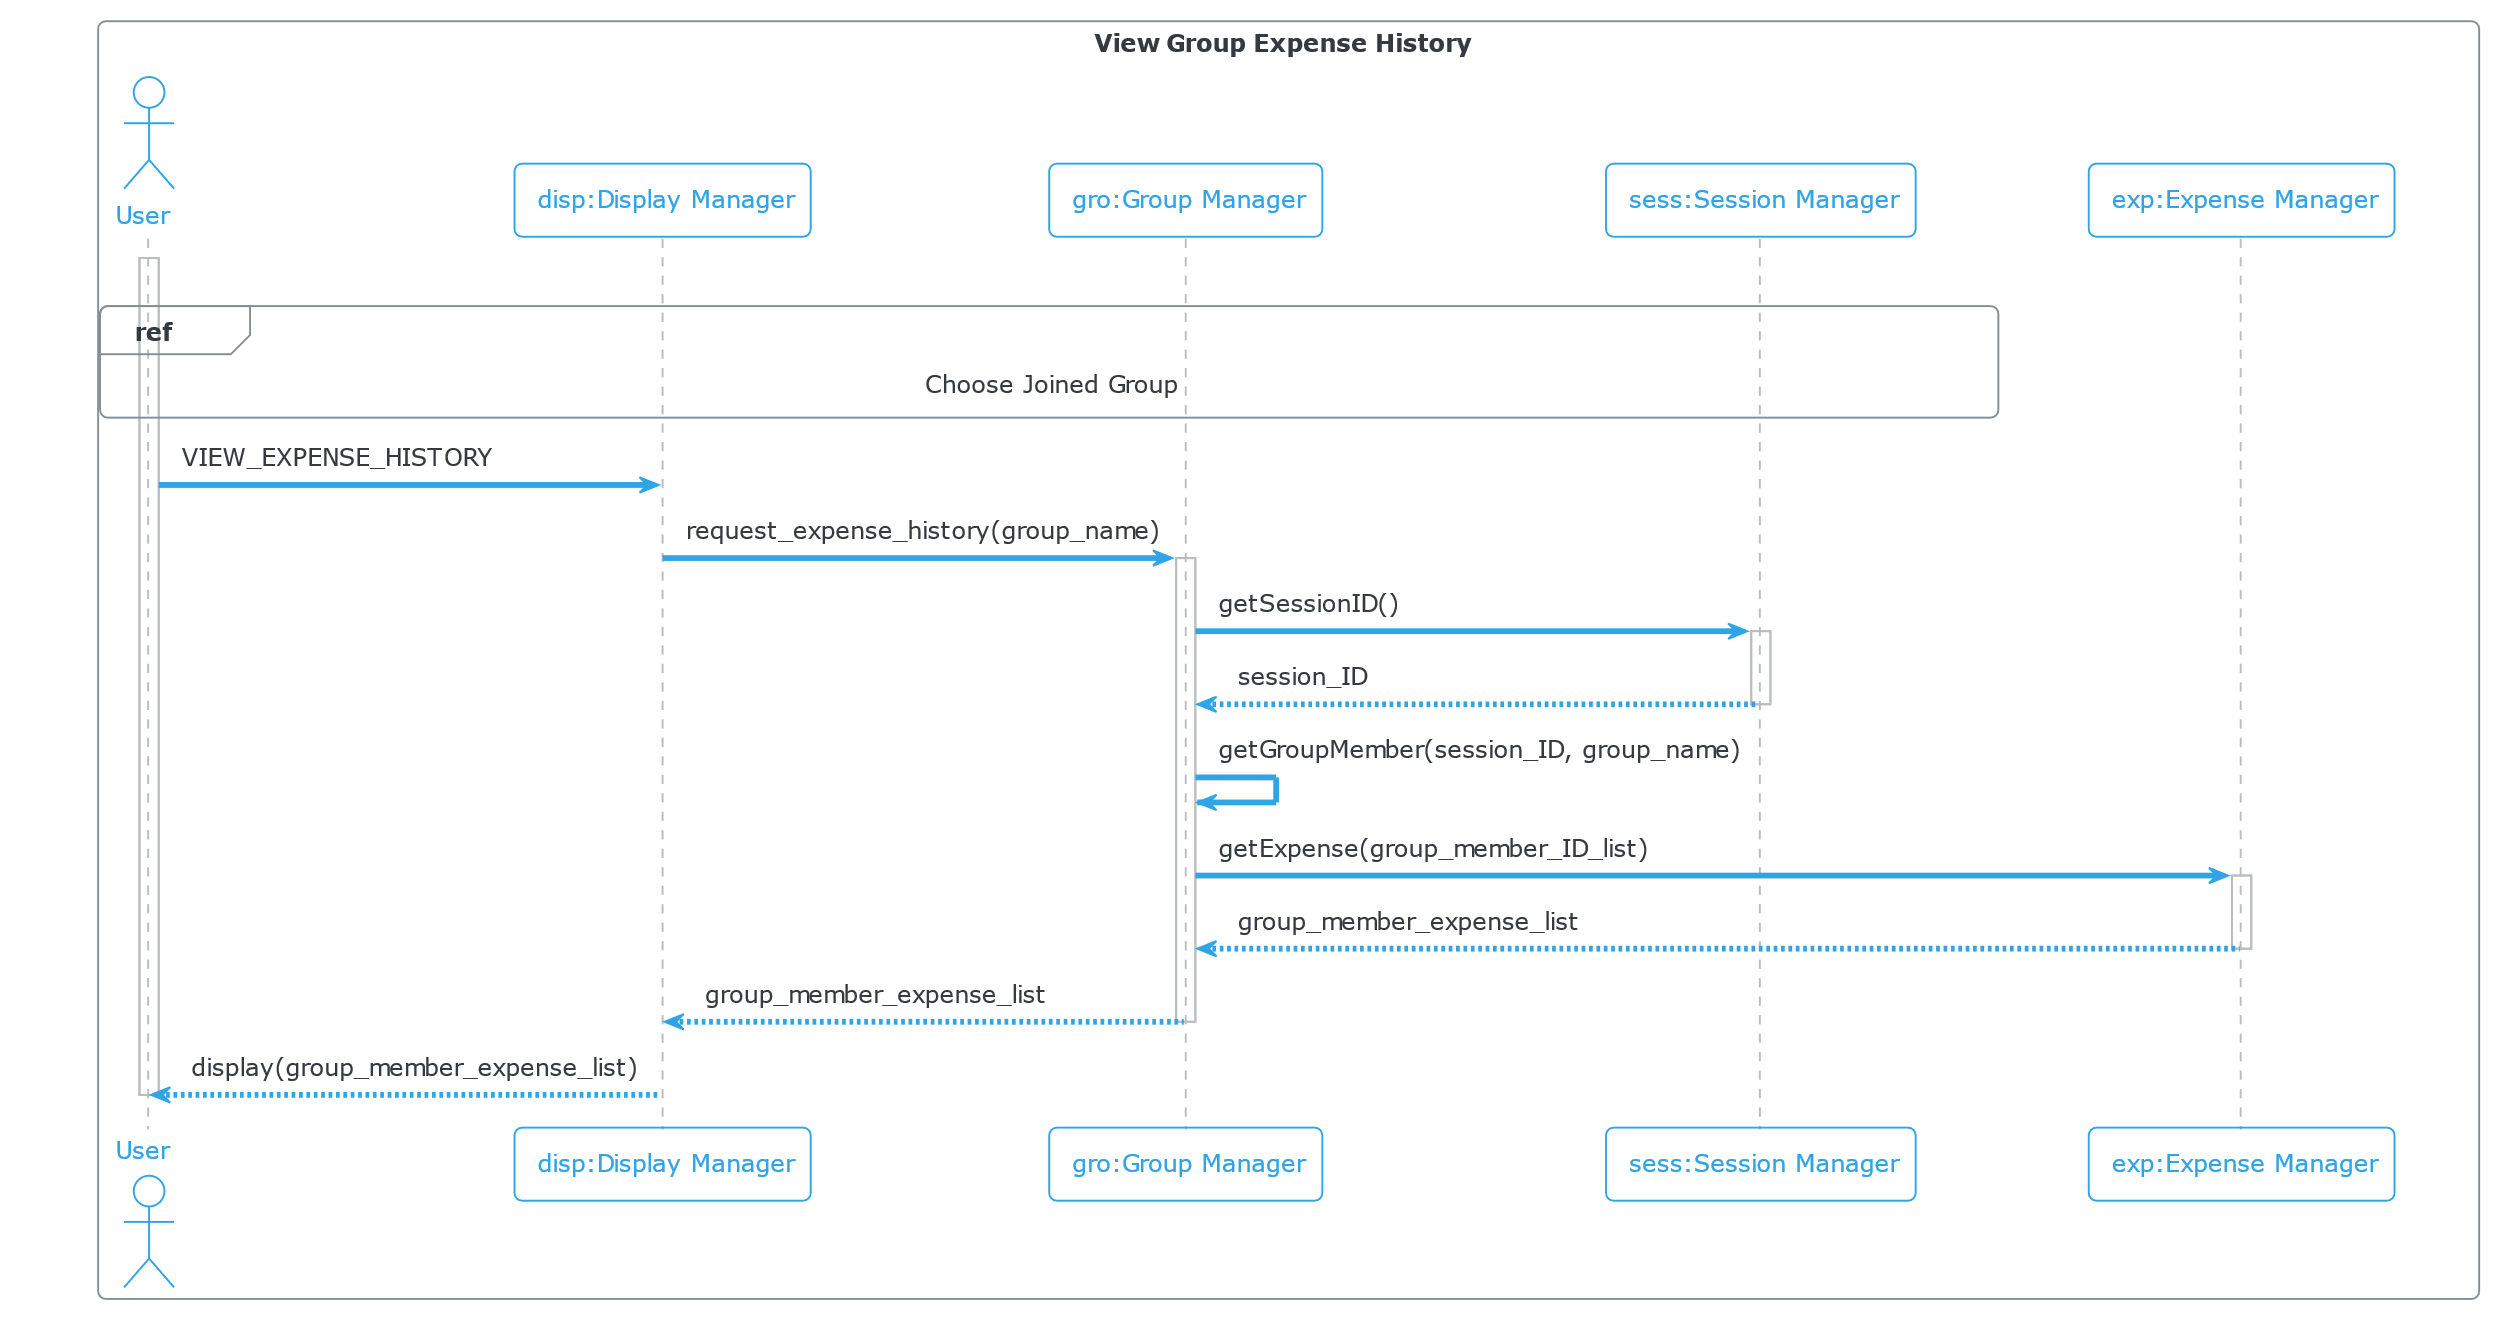 View Group Expense History
User
disp:Display Manager
gro:Group Manager
sess:Session Manager
exp:Expense Manager
ref
Choose Joined Group
VIEW_EXPENSE_HISTORY
request_expense_history(group_name)
getSessionID()
session_ID
getGroupMember(session_ID, group_name)
getExpense(group_member_ID_list)
group_member_expense_list
group_member_expense_list
display(group_member_expense_list)
User
disp:Display Manager
gro:Group Manager
sess:Session Manager
exp:Expense Manager